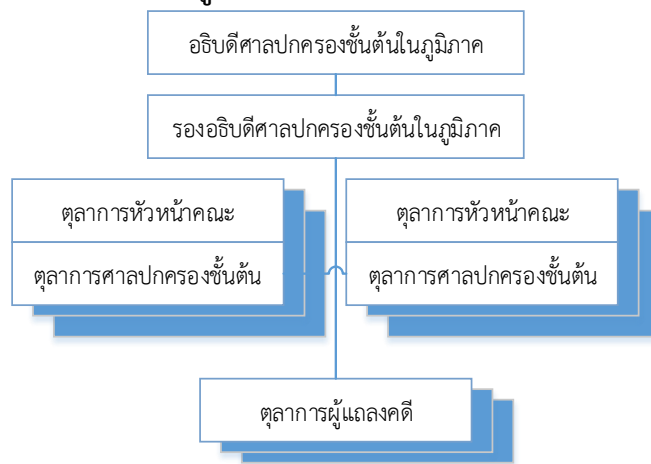 อธิบดีศาลปกครองชั้นต้นในภูมิภาค
รองอธิบดีศาลปกครองชั้นต้นในภูมิภาค
ตุลาการหัวหน้าคณะ
ตุลาการศาลปกครองชั้นต้น
ตุลาการหัวหน้าคณะ
ตุลาการศาลปกครองชั้นต้น
ตุลาการผู้แถลงคดี